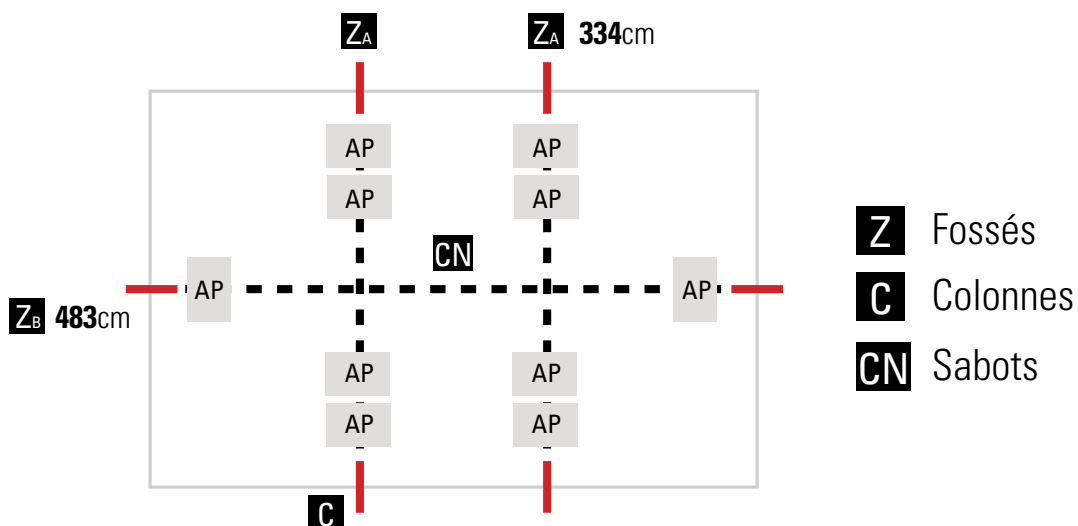 ZA ZA 334cm
AP AP
AP AP
CN
AP AP
ZB 483cm
AP AP
AP AP
C
Z Fossés
C Colonnes
CN Sabots